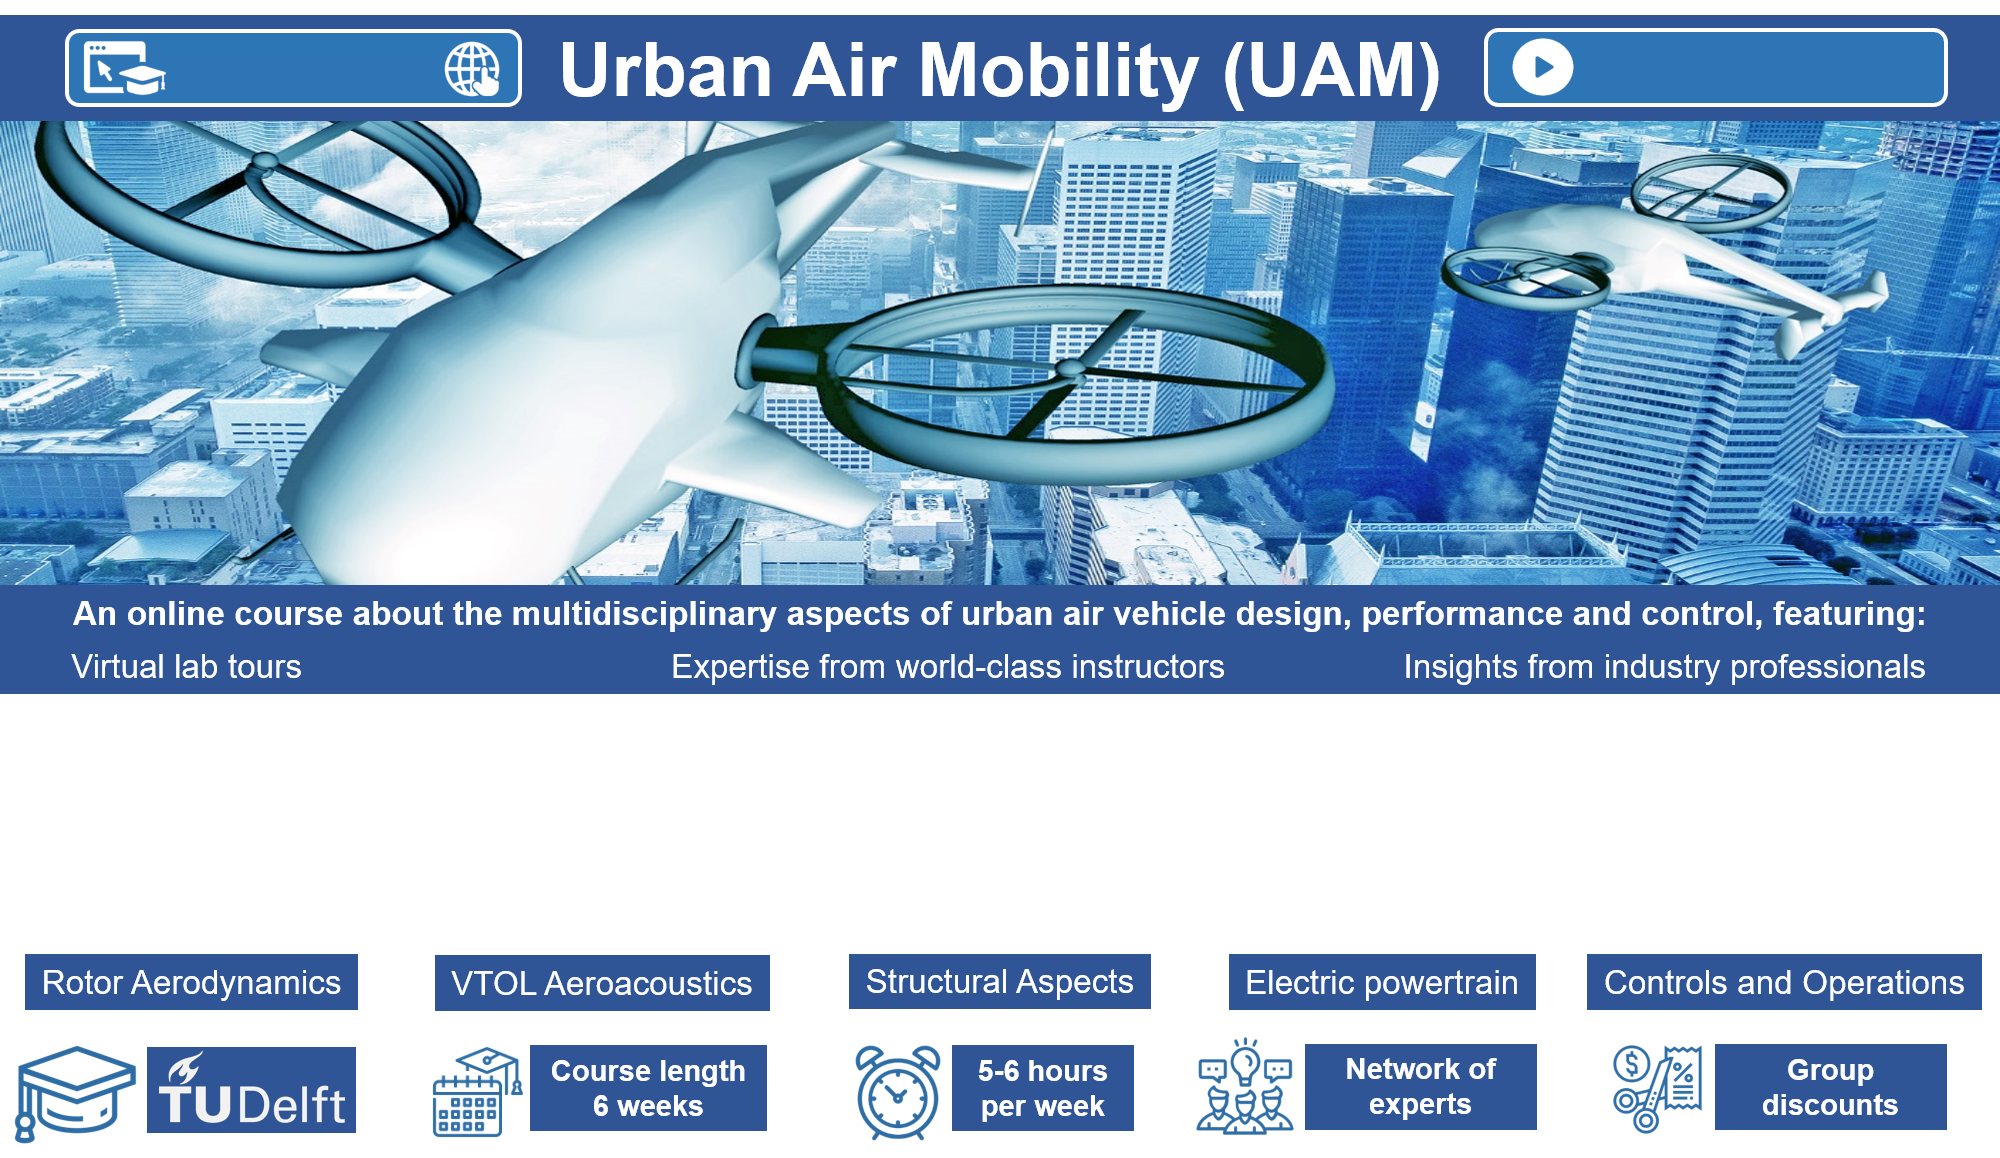 Urban Air Mobility (UAM)
An online course about the multidisciplinary aspects of urban air vehicle design, performance and control, featuring:
Virtual lab tours
Expertise from world-class instructors
Insights from industry professionals
Rotor Aerodynamics
VTOL Aeroacoustics
Structural Aspects
Electric powertrain
Controls and Operations
TUDelft
Course length
6 weeks
5-6 hours
per week
Network of
experts
$
%
Group
discounts